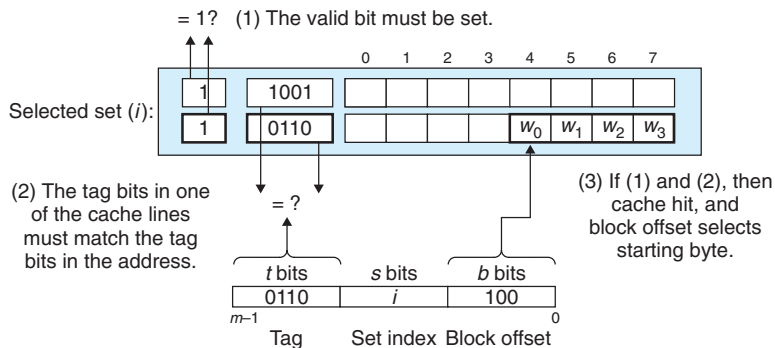 = 1? (1) The valid bit must be set.
0 1 2 3 4 5 6 7
Selected set (i):
1 1001
1 0110 w0 w1 w2 w3
(2) The tag bits in one
of the cache lines
must match the tag
bits in the address.
= ?
(3) If (1) and (2), then
cache hit, and
block offset selects
starting byte.
t bits s bits b bits
0110 i 100
m–1 0
Tag Set index Block offset